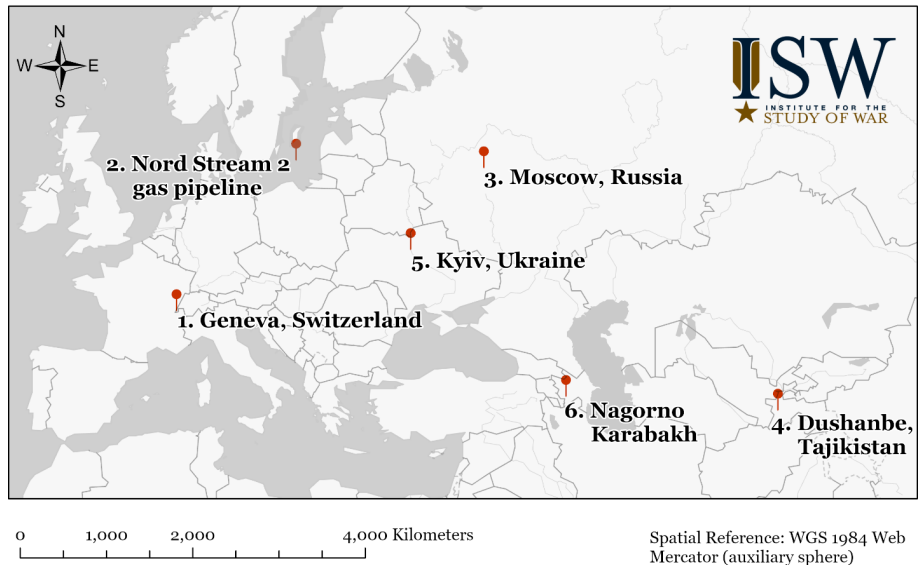 N
W E
S
ISW
INSTITUTE FOR THE
STUDY OF WAR
2. Nord Stream 2
gas pipeline
3. Moscow, Russia
5. Kyiv, Ukraine
1. Geneva, Switzerland
6. Nagorno
Karabakh
4. Dushanbe,
Tajikistan
0 1,000 2,000 4,000 Kilometers
Spatial Reference: WGS 1984 Web
Mercator (auxiliary sphere)